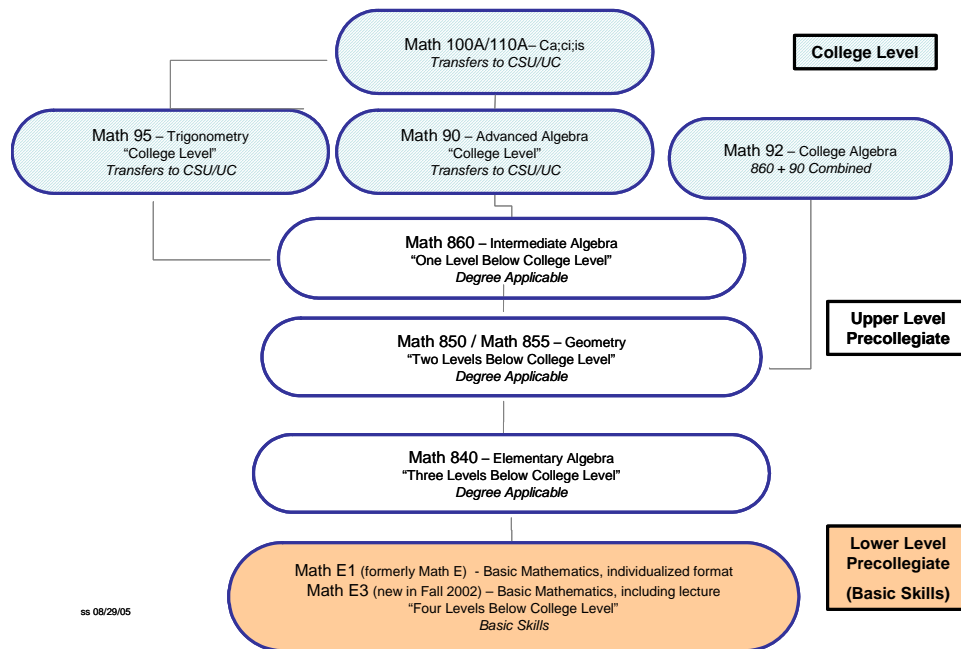 Math 100A/110A– Ca;ci;is
Transfers to CSU/UC
College Level
Math 95 – Trigonometry
“College Level”
Transfers to CSU/UC
Math 90 – Advanced Algebra
“College Level”
Transfers to CSU/UC
Math 92 – College Algebra
860 + 90 Combined
Math 860 – Intermediate Algebra
“One Level Below College Level”
Degree Applicable
Upper Level
Precollegiate
Math 850 / Math 855 – Geometry
“Two Levels Below College Level”
Degree Applicable
Math 840 – Elementary Algebra
“Three Levels Below College Level”
Degree Applicable
Lower Level
Precollegiate
(Basic Skills)
Math E1 (formerly Math E)  - Basic Mathematics, individualized format
Math E3 (new in Fall 2002) – Basic Mathematics, including lecture
“Four Levels Below College Level”
Basic Skills
ss 08/29/05